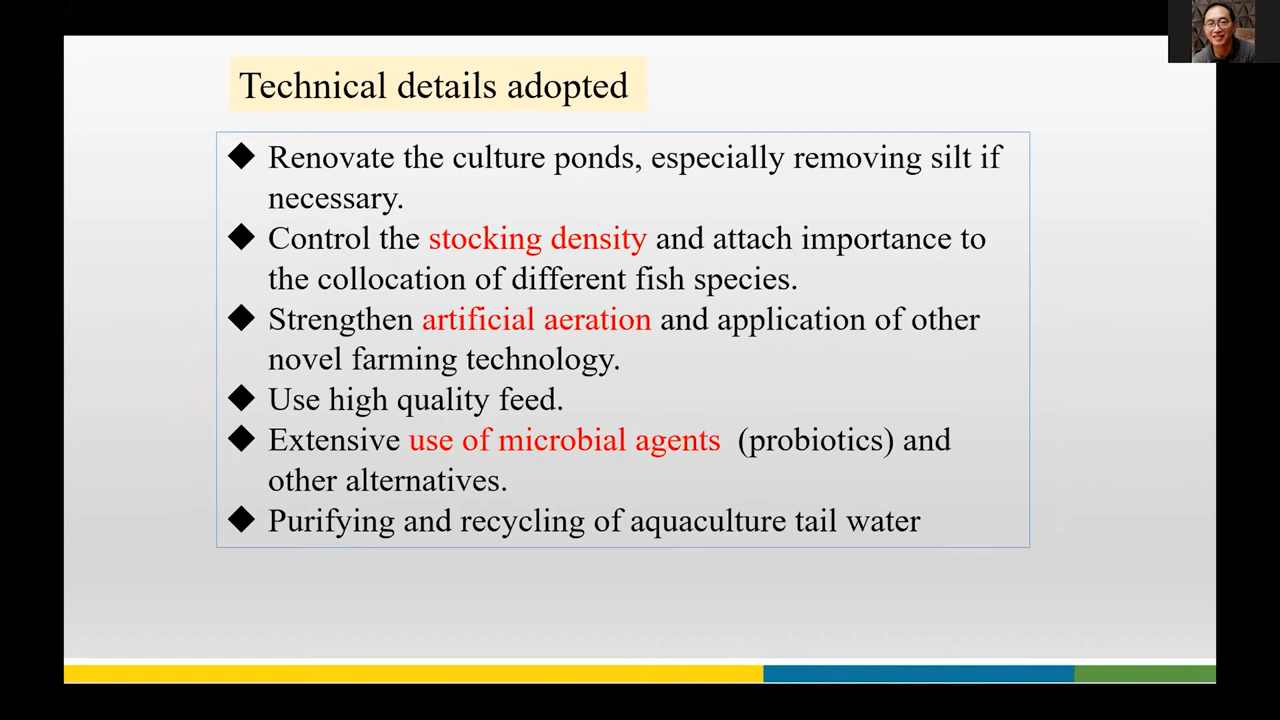 Technical details adopted
◆ Renovate the culture ponds, especially removing silt if
necessary.
◆ Control the stocking density and attach importance to
the collocation of different fish species.
◆ Strengthen artificial aeration and application of other
novel farming technology.
◆ Use high quality feed.
◆ Extensive use of microbial agents (probiotics) and
other alternatives.
◆ Purifying and recycling of aquaculture tail water